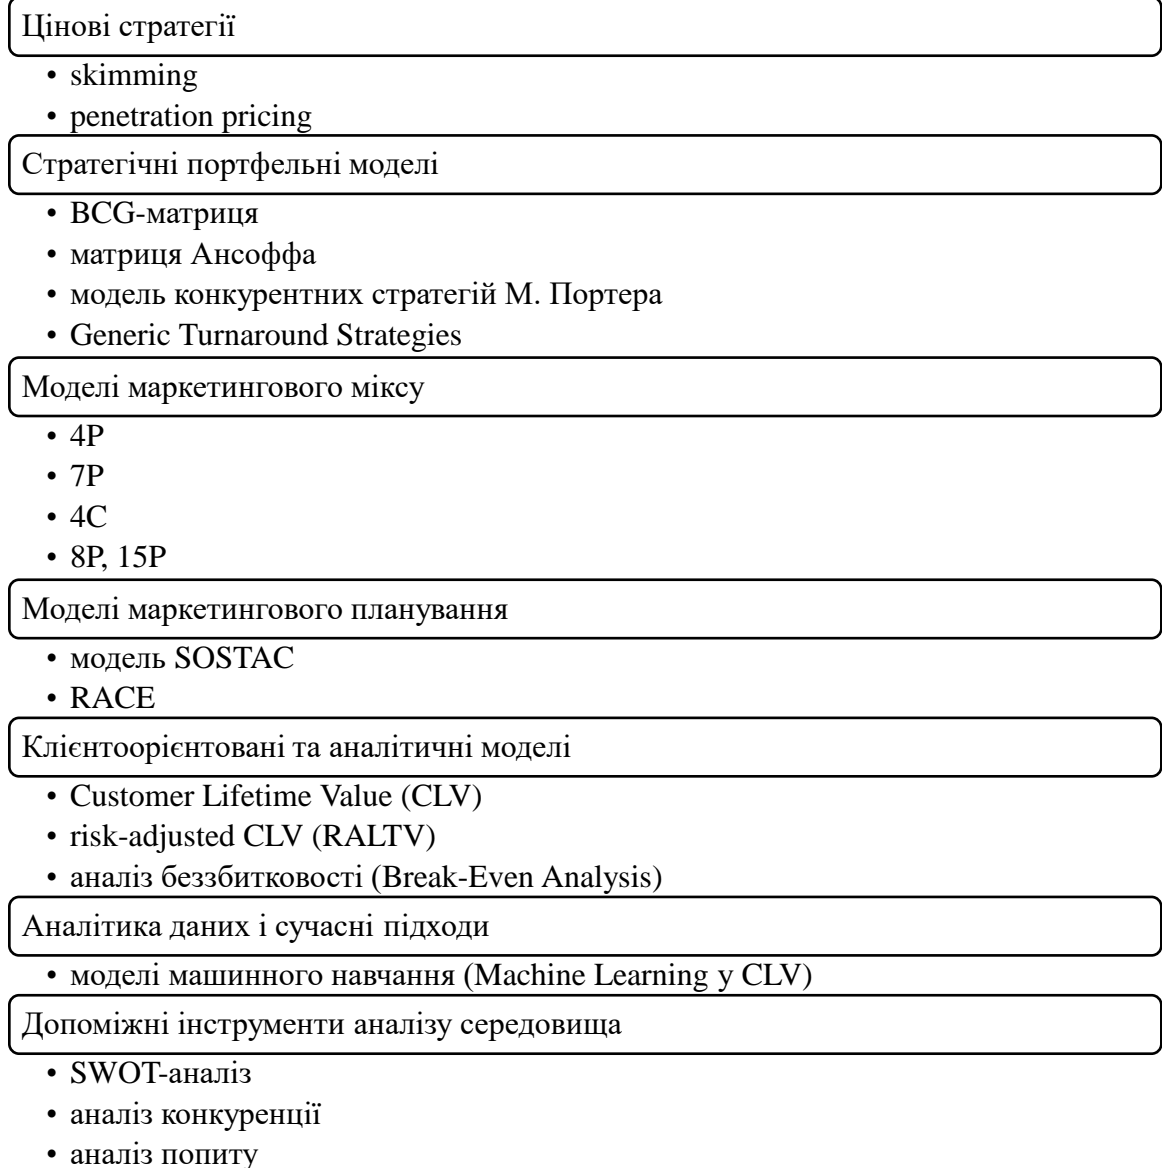 Цінові стратегії
• skimming
• penetration pricing
Стратегічні портфельні моделі
• BCG-матриця
• матриця Ансоффа
• модель конкурентних стратегій М. Портера
• Generic Turnaround Strategies
Моделі маркетингового міксу
• 4P
• 7P
• 4C
• 8P, 15P
Моделі маркетингового планування
• модель SOSTAC
• RACE
Клієнтоорієнтовані та аналітичні моделі
• Customer Lifetime Value (CLV)
• risk-adjusted CLV (RALTV)
• аналіз беззбитковості (Break-Even Analysis)
Аналітика даних і сучасні підходи
• моделі машинного навчання (Machine Learning у CLV)
Допоміжні інструменти аналізу середовища
• SWOT-аналіз
• аналіз конкуренції
• аналіз попиту